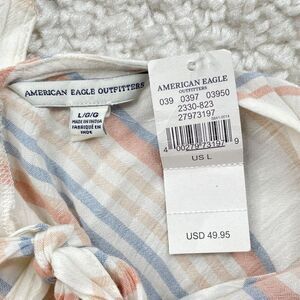 AMERICAN EAGLE OUTFITTERS
L/G/G
MADE IN INDIA
FABRIQUÉ EN
INDE
AMERICAN EAGLE
OUTFITTERS
039 0397 03950
2330-823
27973197
US L
USD 49.95